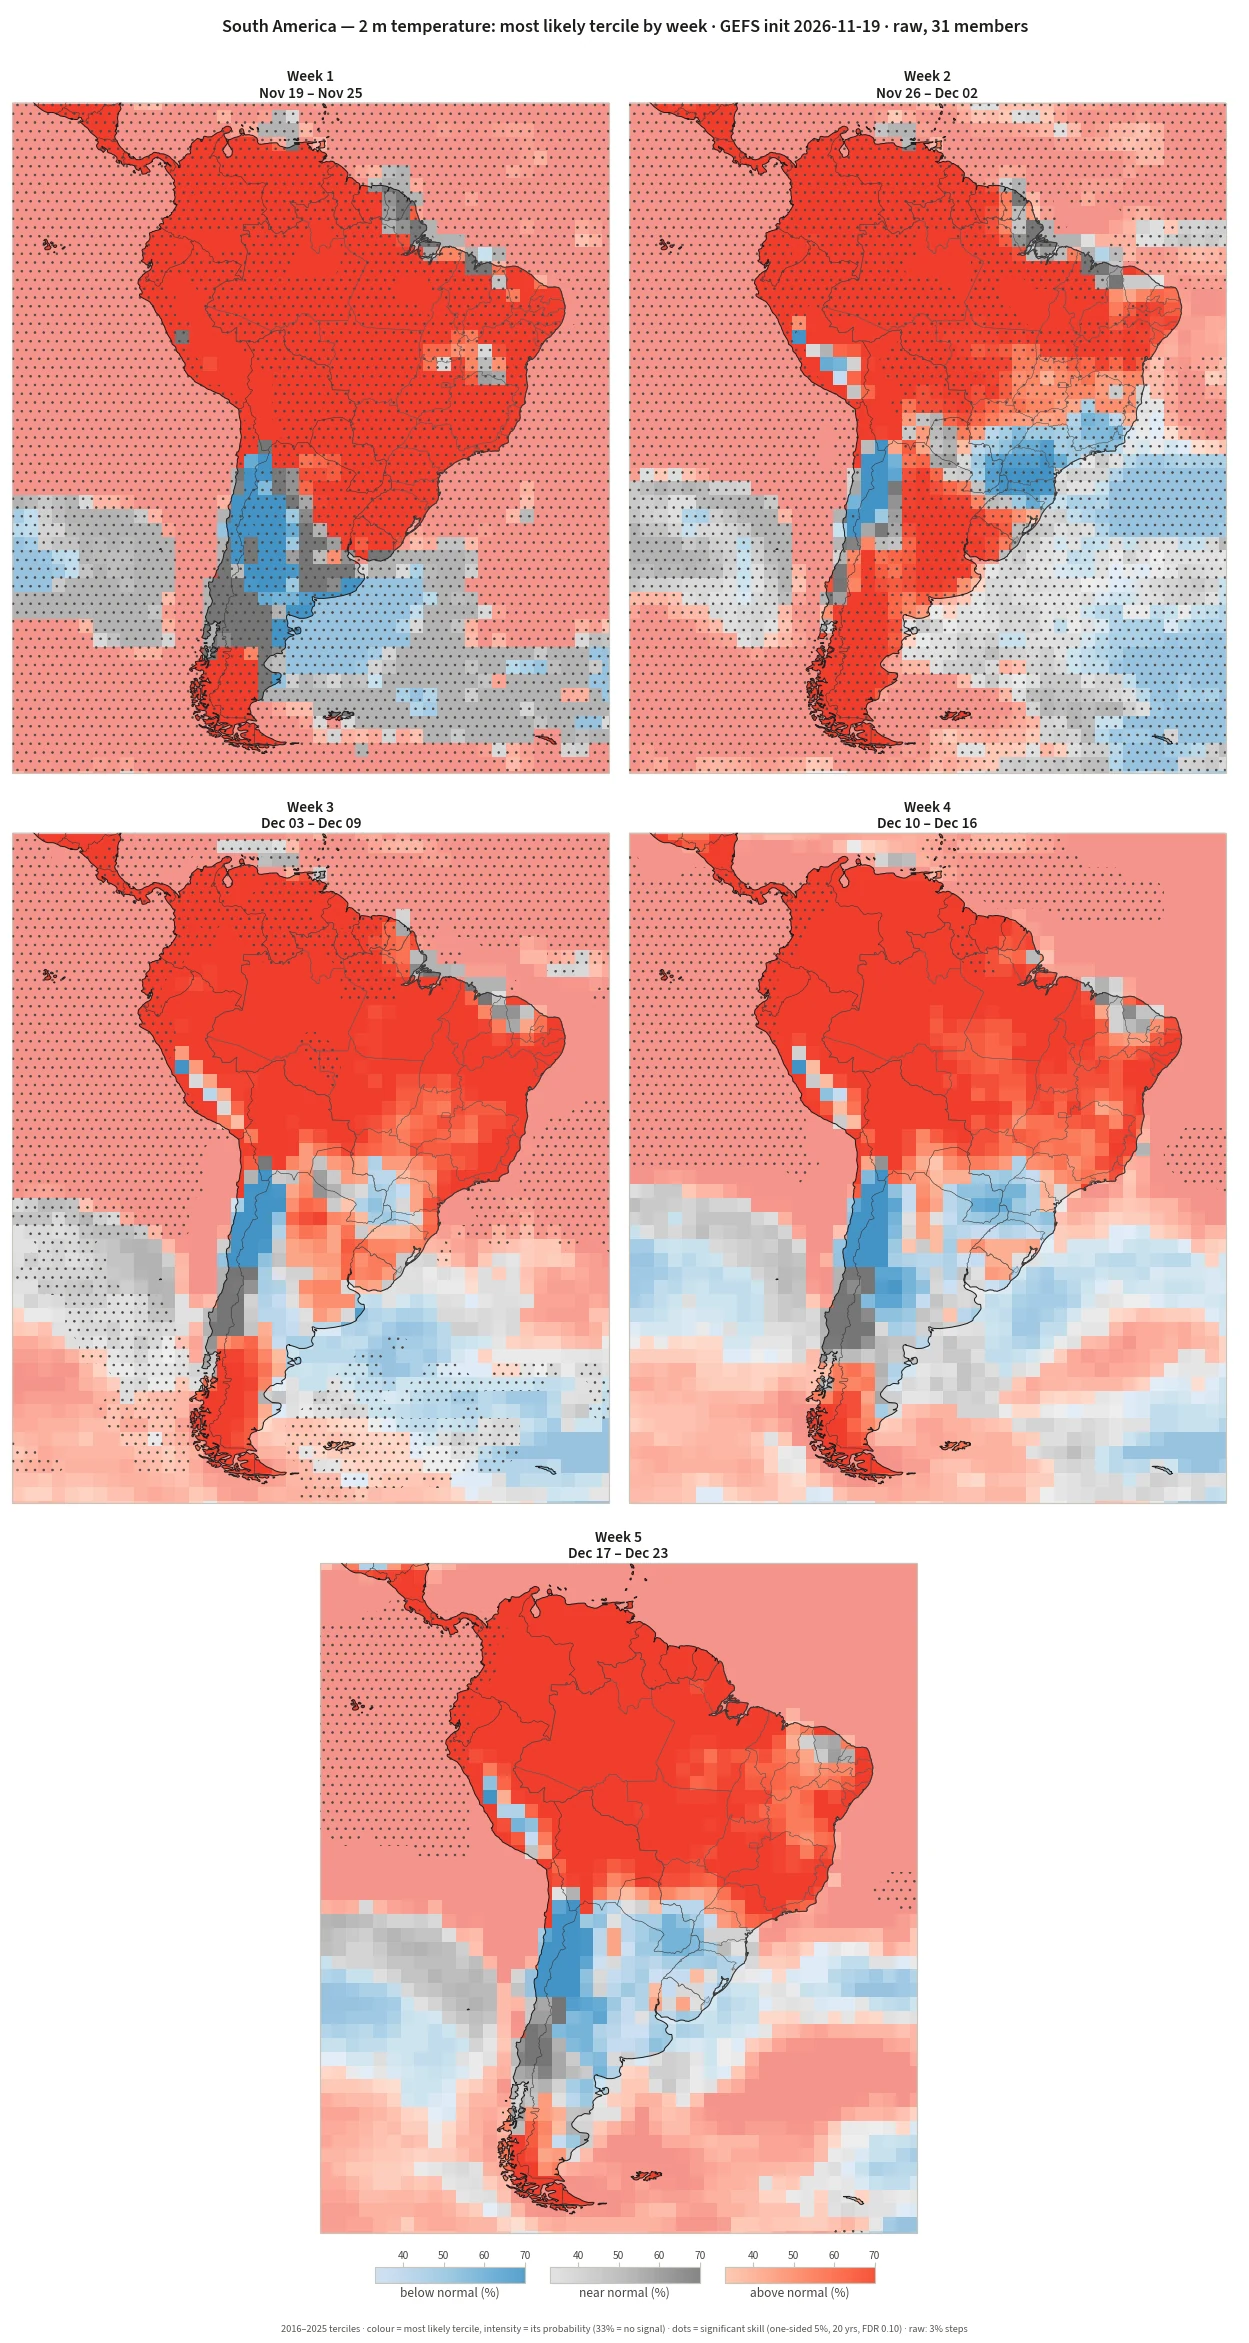 South America — 2 m temperature: most likely tercile by week · GEFS init 2026-11-19 · raw, 31 members
Week 1
Nov 19 – Nov 25
Week 2
Nov 26 – Dec 02
Week 3
Dec 03 – Dec 09
Week 4
Dec 10 – Dec 16
Week 5
Dec 17 – Dec 23
40 50 60 70
below normal (%)
40 50 60 70
near normal (%)
40 50 60 70
above normal (%)
2016–2025 terciles · colour = most likely tercile, intensity = its probability (33% = no signal) · dots = significant skill (one-sided 5%, 20 yrs, FDR 0.10) · raw: 3% steps